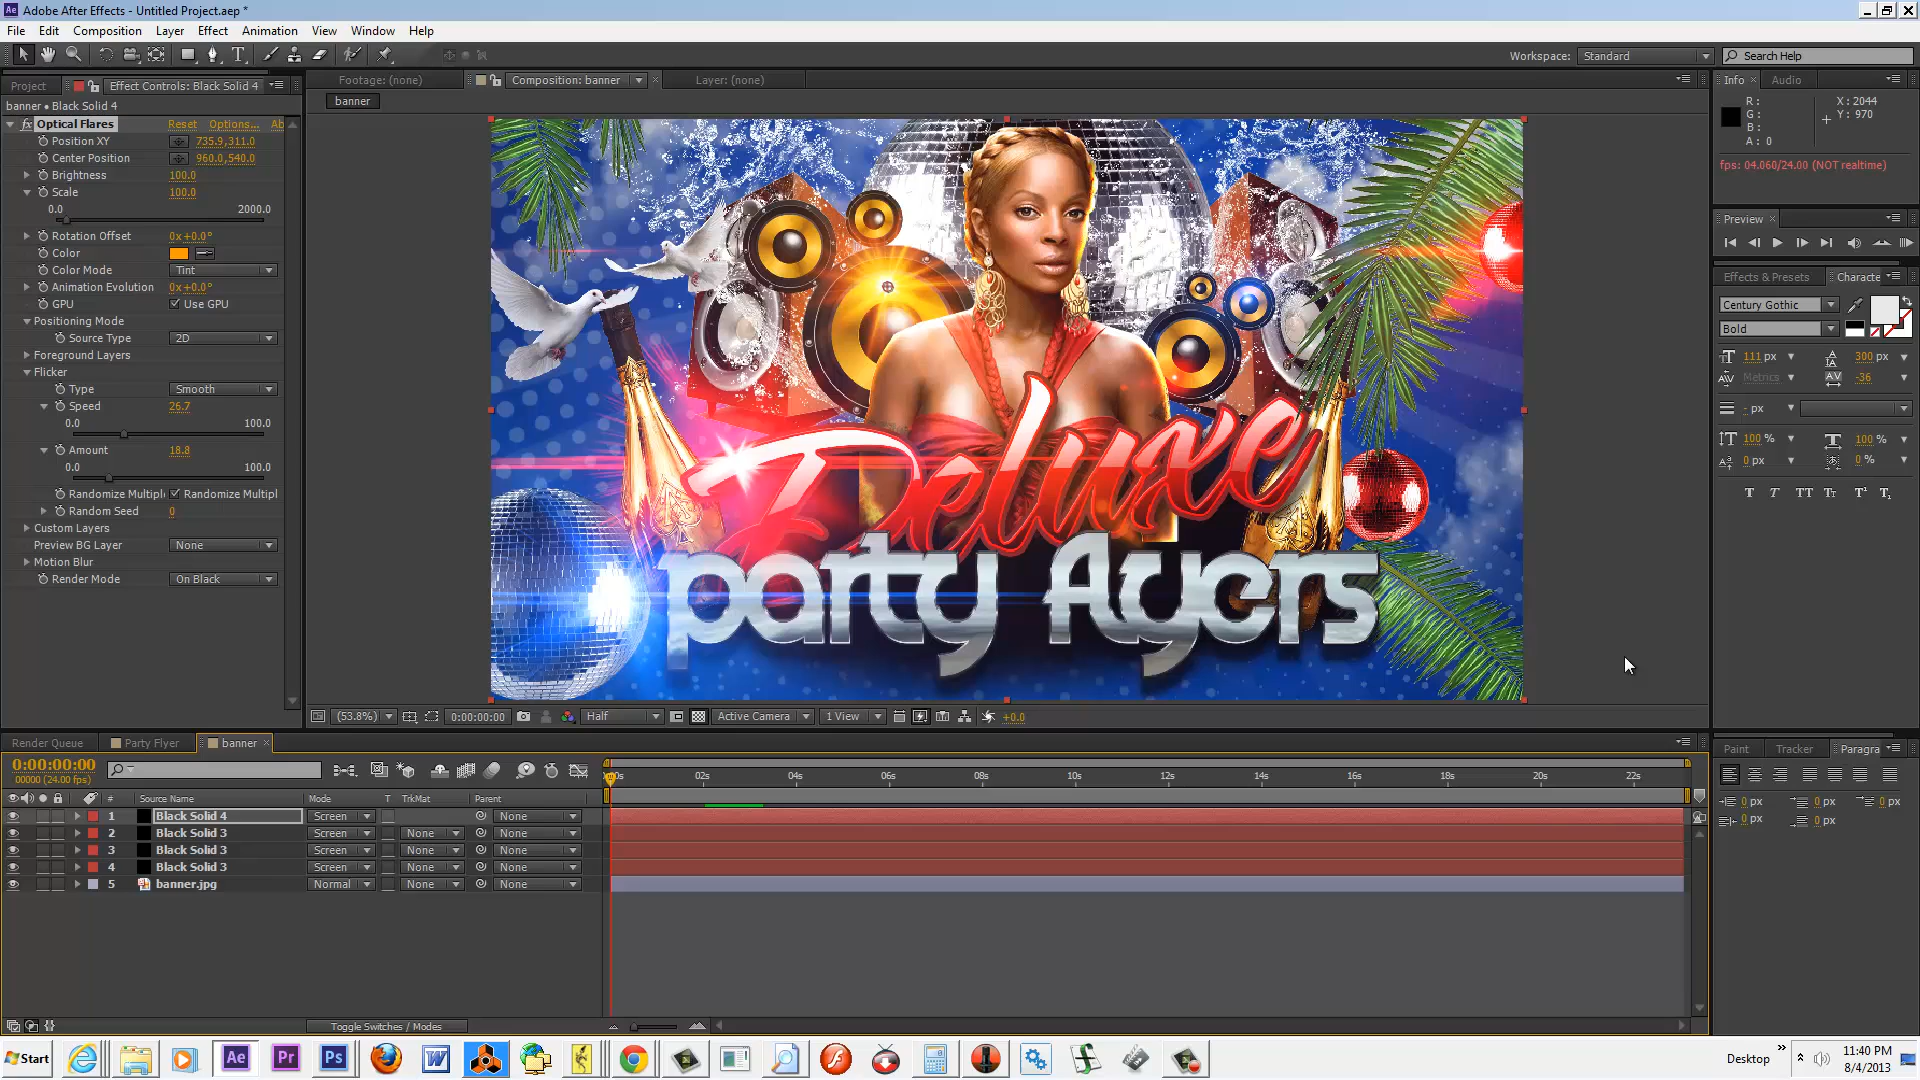 Adobe After Effects - Untitled Project.aep *
File Edit Composition Layer Effect Animation View Window Help
Workspace: Standard Search Help
Project Effect Controls: Black Solid 4
banner • Black Solid 4
Optical Flares Reset Options... Ab
Position XY 735.9,311.0
Center Position 960.0,540.0
Brightness 100.0
Scale 100.0
0.0 2000.0
Rotation Offset 0x+0.0°
Color
Color Mode Tint
Animation Evolution 0x+0.0°
GPU Use GPU
Positioning Mode
Source Type 2D
Foreground Layers
Flicker
Type Smooth
Speed 26.7
0.0 100.0
Amount 18.8
0.0 100.0
Randomize Multipl Randomize Multipl
Random Seed 0
Custom Layers
Preview BG Layer None
Motion Blur
Render Mode On Black
Footage: (none) Composition: banner Layer: (none)
banner
Deluxe
party Ayers
(53.8%) 0:00:00:00 Half Active Camera 1 View +0.0
Info Audio
R: X: 2044
G: Y: 970
B:
A: 0
fps: 04.060/24.00 (NOT realtime)
Preview
Effects & Presets Characte
Century Gothic
Bold
111 px 300 px
Metrics -36
- px
100 % 100 %
0 px 0 %
T T TT Tt T¹ T₁
Render Queue Party Flyer banner
0:00:00:00
00000 (24.00 fps)
00s 02s 04s 06s 08s 10s 12s 14s 16s 18s 20s 22s
# Source Name Mode T TrkMat Parent
1 Black Solid 4 Screen None
2 Black Solid 3 Screen None None
3 Black Solid 3 Screen None None
4 Black Solid 3 Screen None None
5 banner.jpg Normal None None
Toggle Switches / Modes
Paint Tracker Paragra
0 px 0 px 0 px
0 px 0 px
Start Ae Pr Ps W Desktop
11:40 PM
8/4/2013